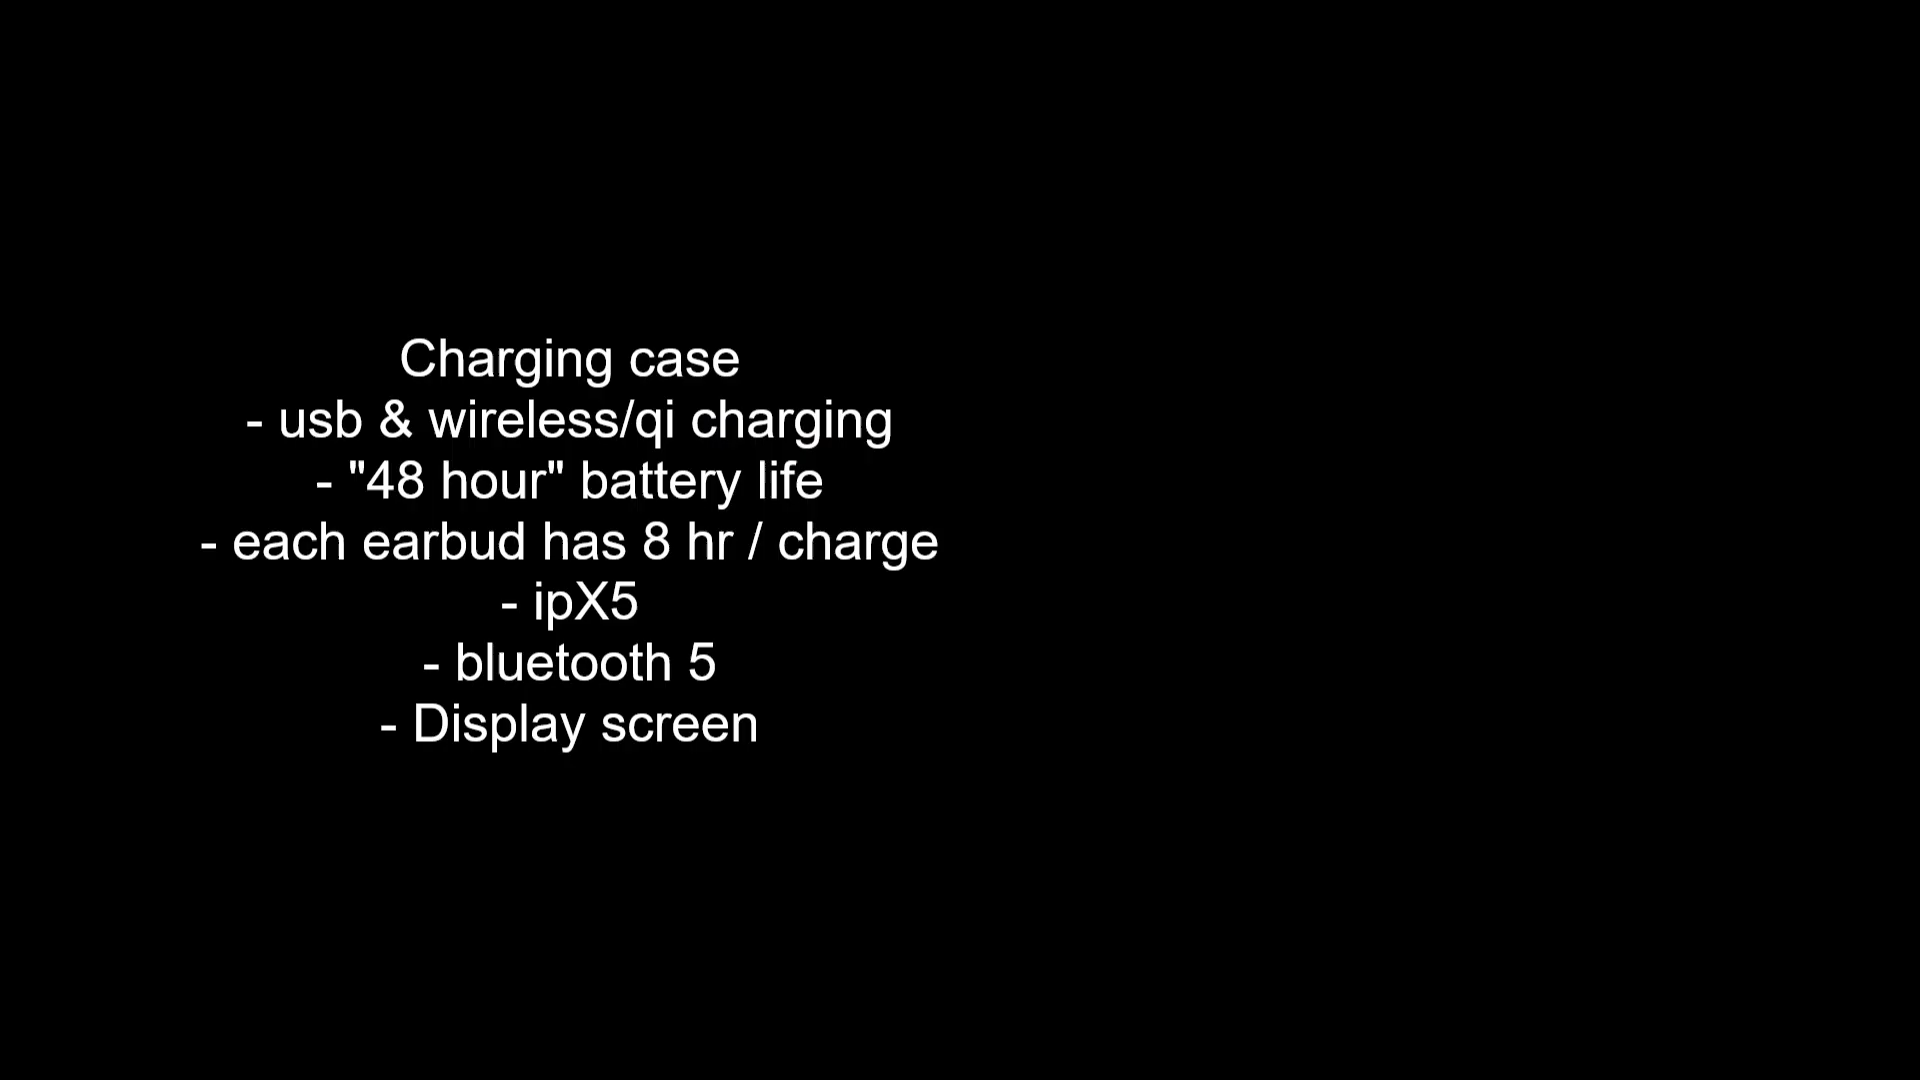 Charging case
- usb & wireless/qi charging
- "48 hour" battery life
- each earbud has 8 hr / charge
- ipX5
- bluetooth 5
- Display screen